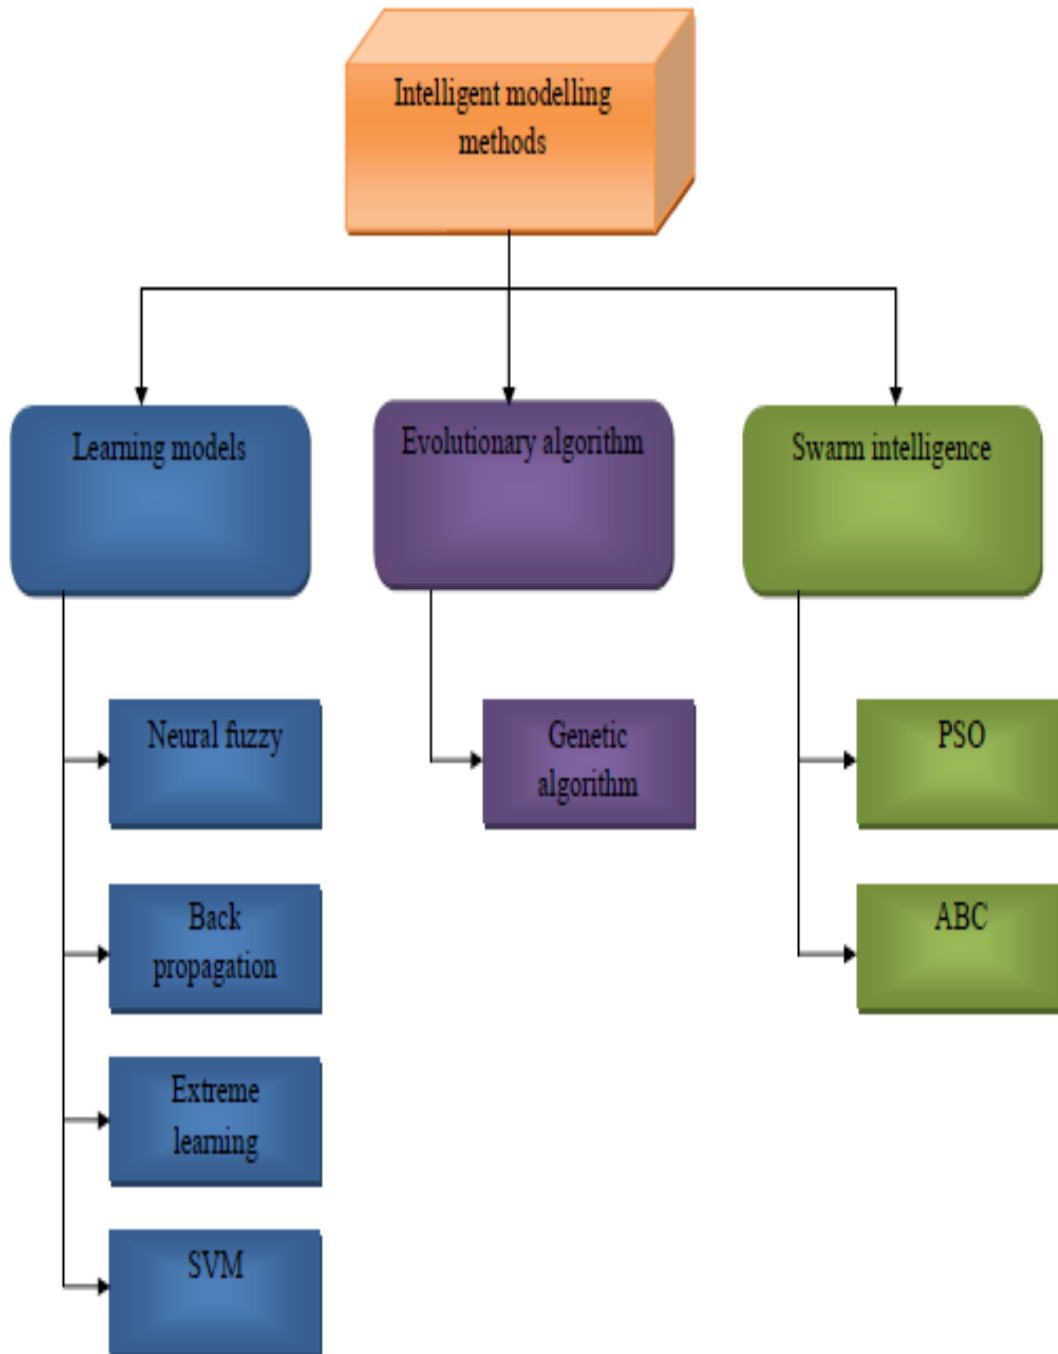 Intelligent modelling
methods
Learning models
Evolutionary algorithm
Swarm intelligence
Neural fuzzy
Genetic
algorithm
PSO
Back
propagation
ABC
Extreme
learning
SVM